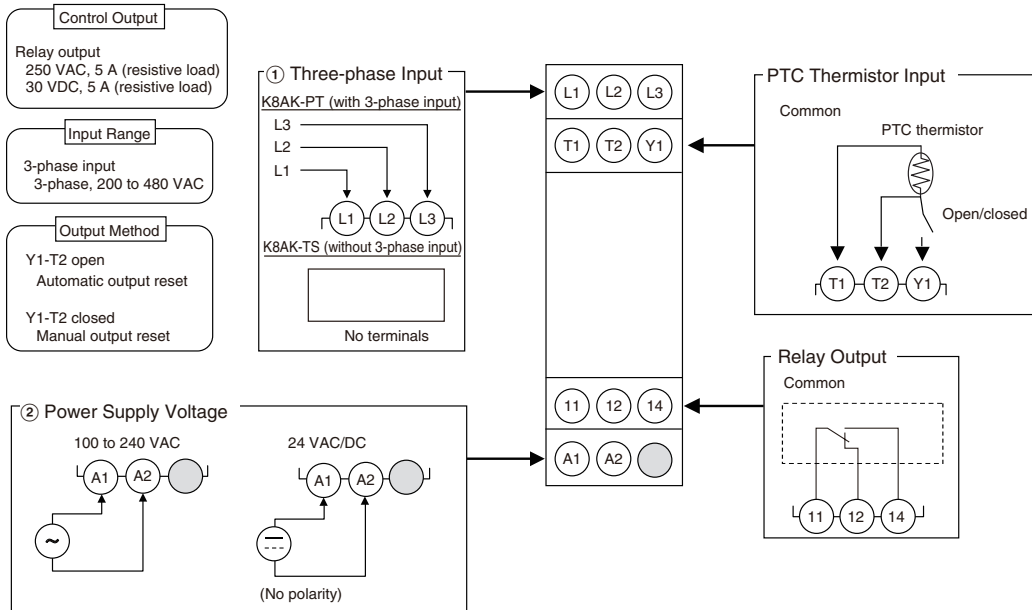 Control Output
Relay output
250 VAC, 5 A (resistive load)
30 VDC, 5 A (resistive load)
Input Range
3-phase input
3-phase, 200 to 480 VAC
Output Method
Y1-T2 open
Automatic output reset
Y1-T2 closed
Manual output reset
① Three-phase Input
K8AK-PT (with 3-phase input)
L3
L2
L1
L1 L2 L3
K8AK-TS (without 3-phase input)
No terminals
L1 L2 L3
T1 T2 Y1
11 12 14
A1 A2
PTC Thermistor Input
Common
PTC thermistor
Open/closed
T1 T2 Y1
Relay Output
Common
11 12 14
② Power Supply Voltage
100 to 240 VAC
A1 A2
~
24 VAC/DC
A1 A2
(No polarity)